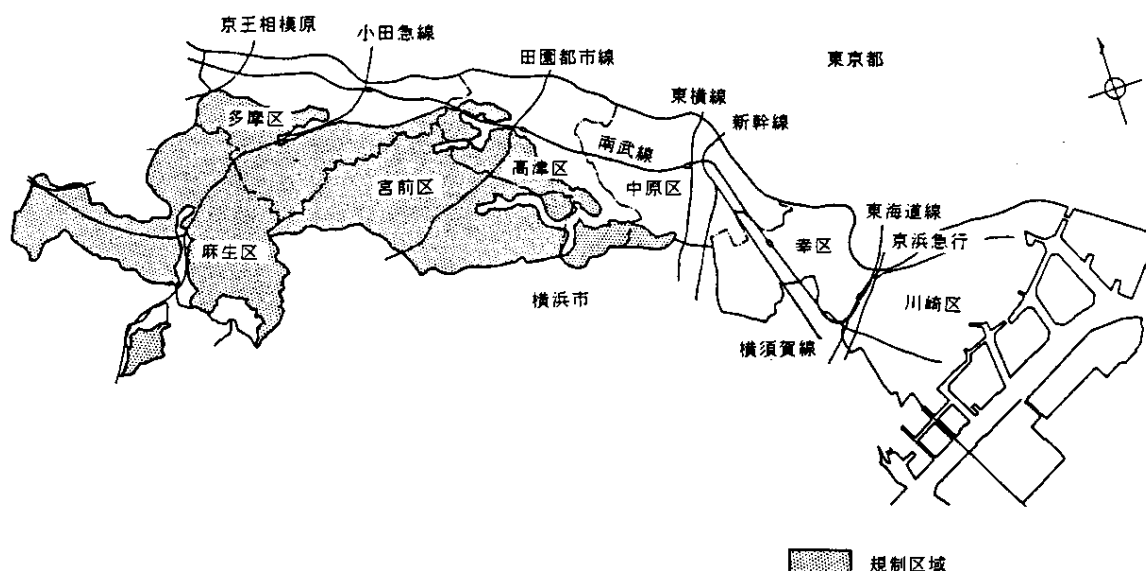 京王相模原
小田急線
田園都市線
東京都
東横線
新幹線
多摩区
南武線
高津区
宮前区
中原区
東海道線
京浜急行
幸区
麻生区
横浜市
川崎区
横須賀線
規制区域